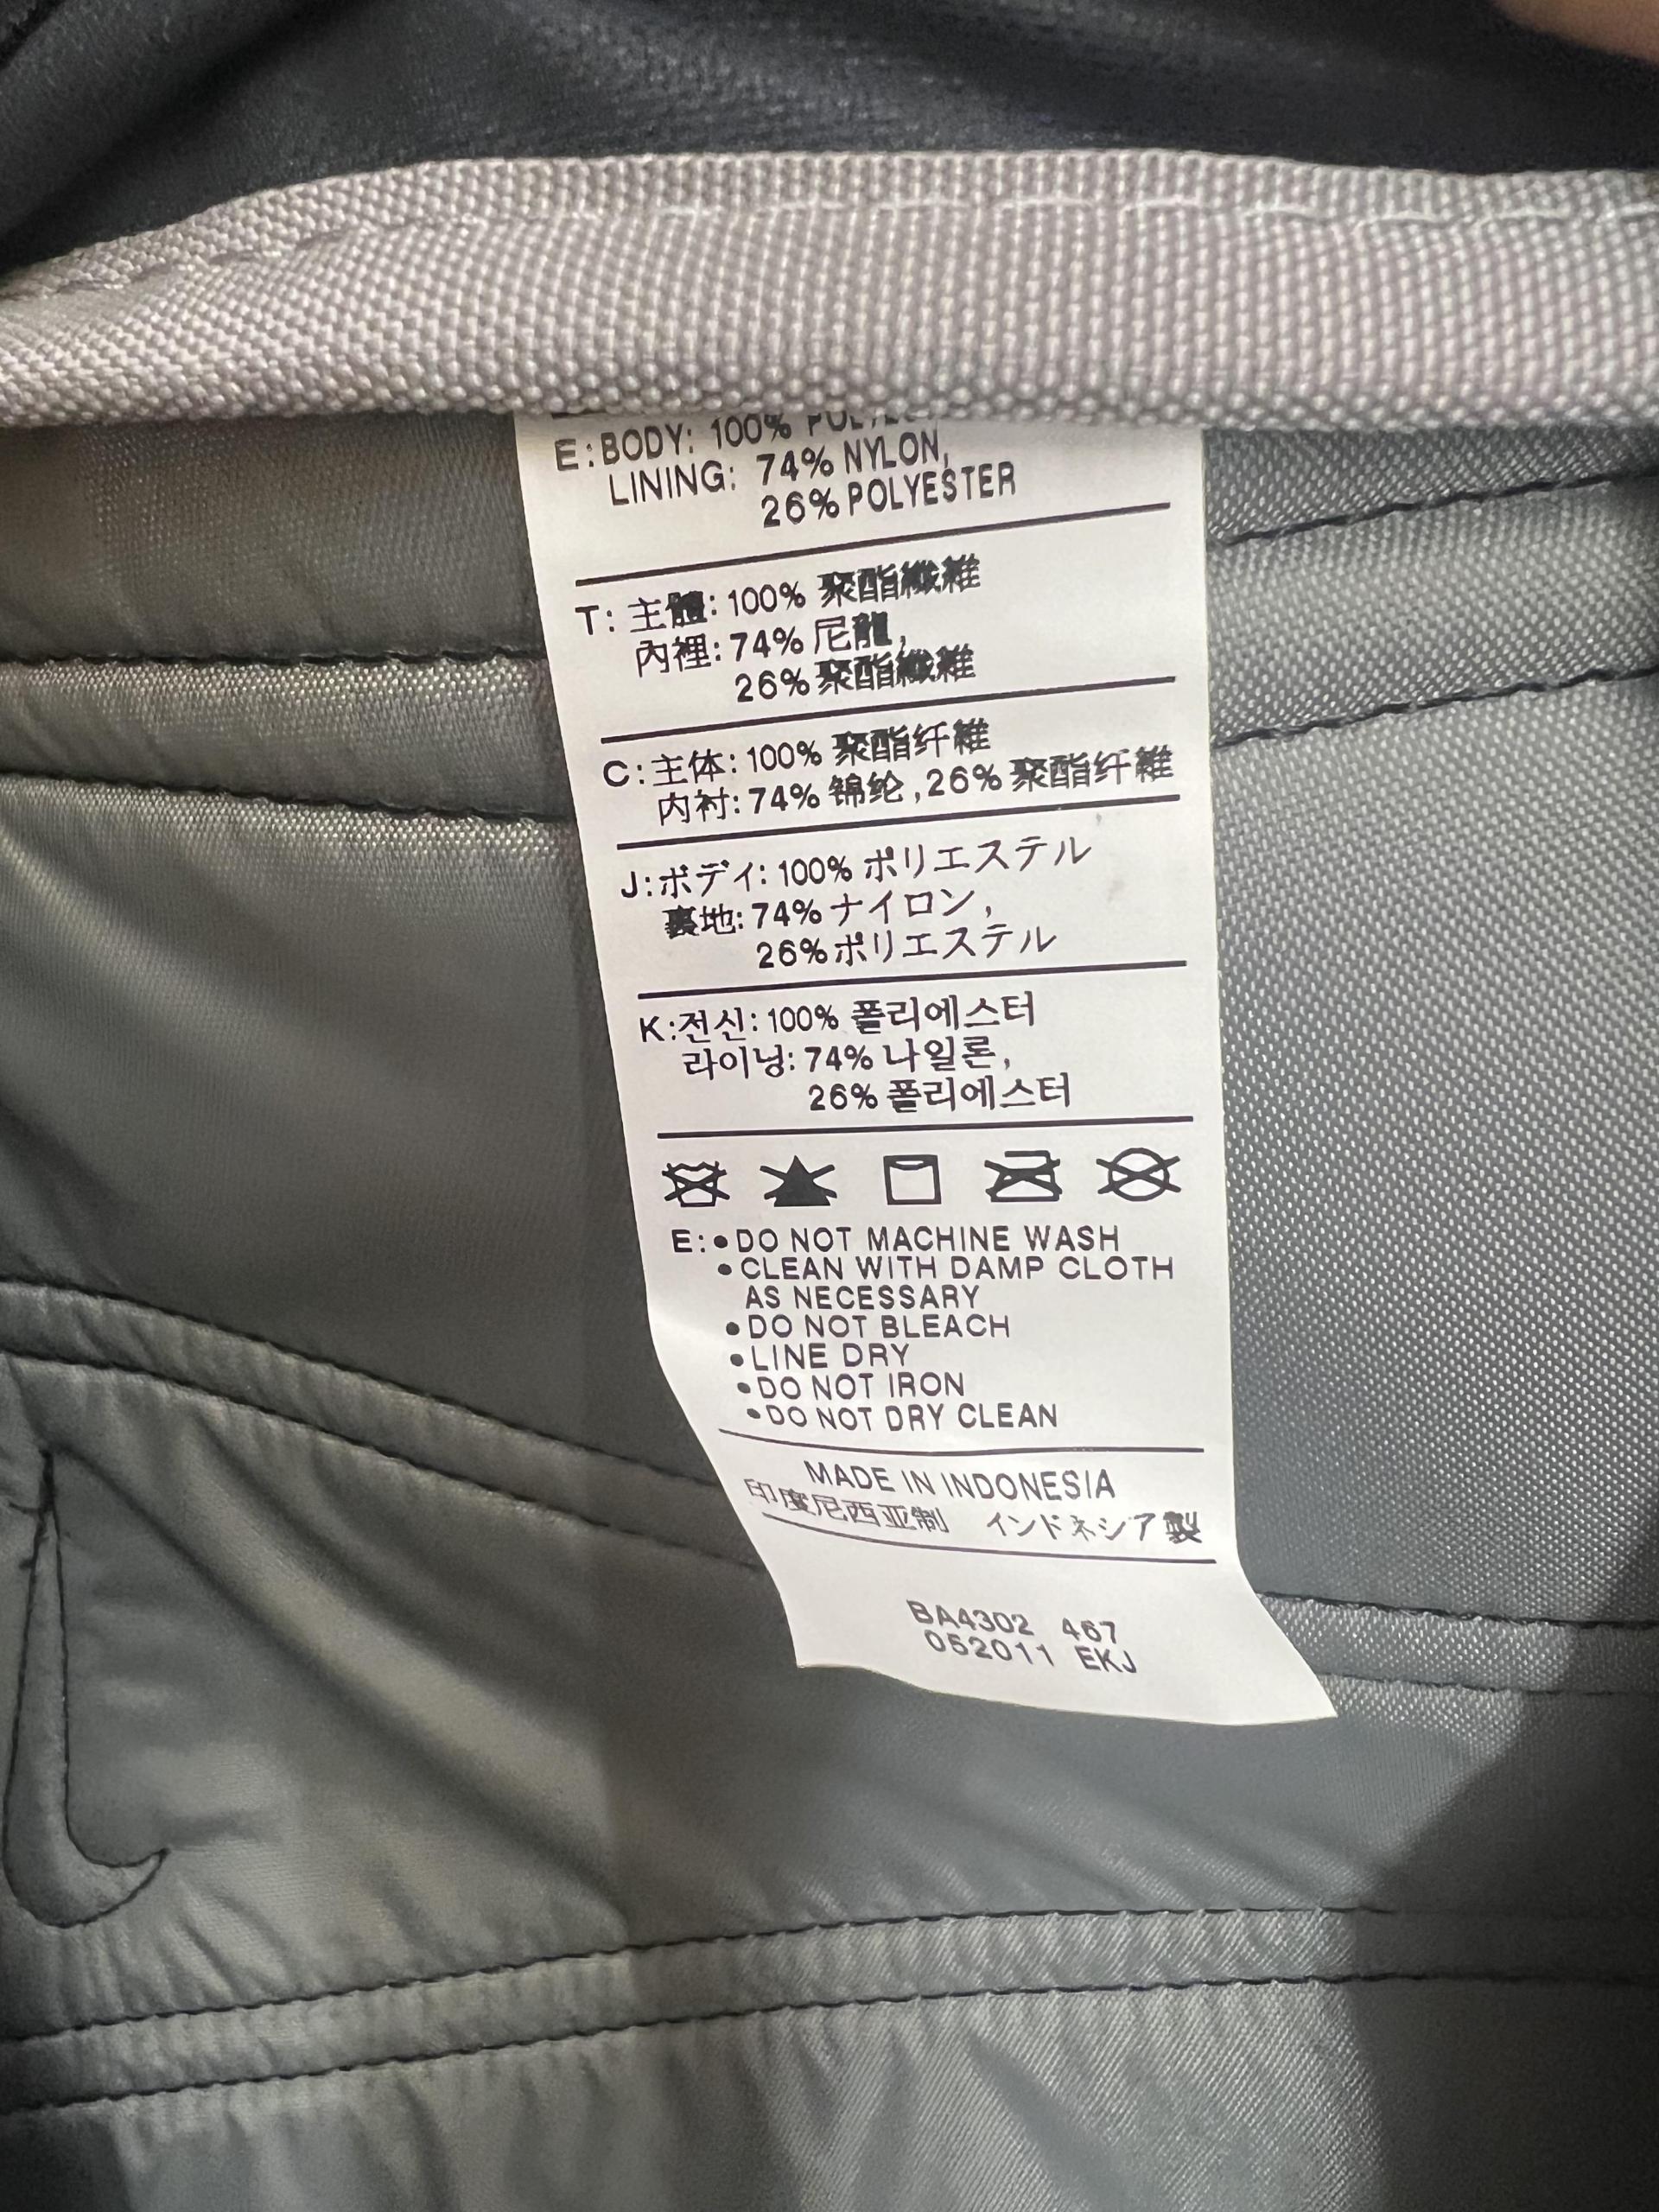 E:BODY: 100%
LINING: 74% NYLON,
26% POLYESTER
T: 主體: 100% 聚酯纖維
內裡: 74% 尼龍,
26% 聚酯纖維
C: 主体: 100% 聚酯纤維
内衬: 74% 锦纶, 26% 聚酯纤維
J:ボディ: 100% ポリエステル
裏地: 74% ナイロン,
26% ポリエステル
K:전신: 100% 폴리에스터
라이닝: 74% 나일론,
26% 폴리에스터
E:•DO NOT MACHINE WASH
•CLEAN WITH DAMP CLOTH
AS NECESSARY
•DO NOT BLEACH
•LINE DRY
•DO NOT IRON
•DO NOT DRY CLEAN
MADE IN INDONESIA
印度尼西亚制 インドネシア製
BA4302 467
052011 EKJ